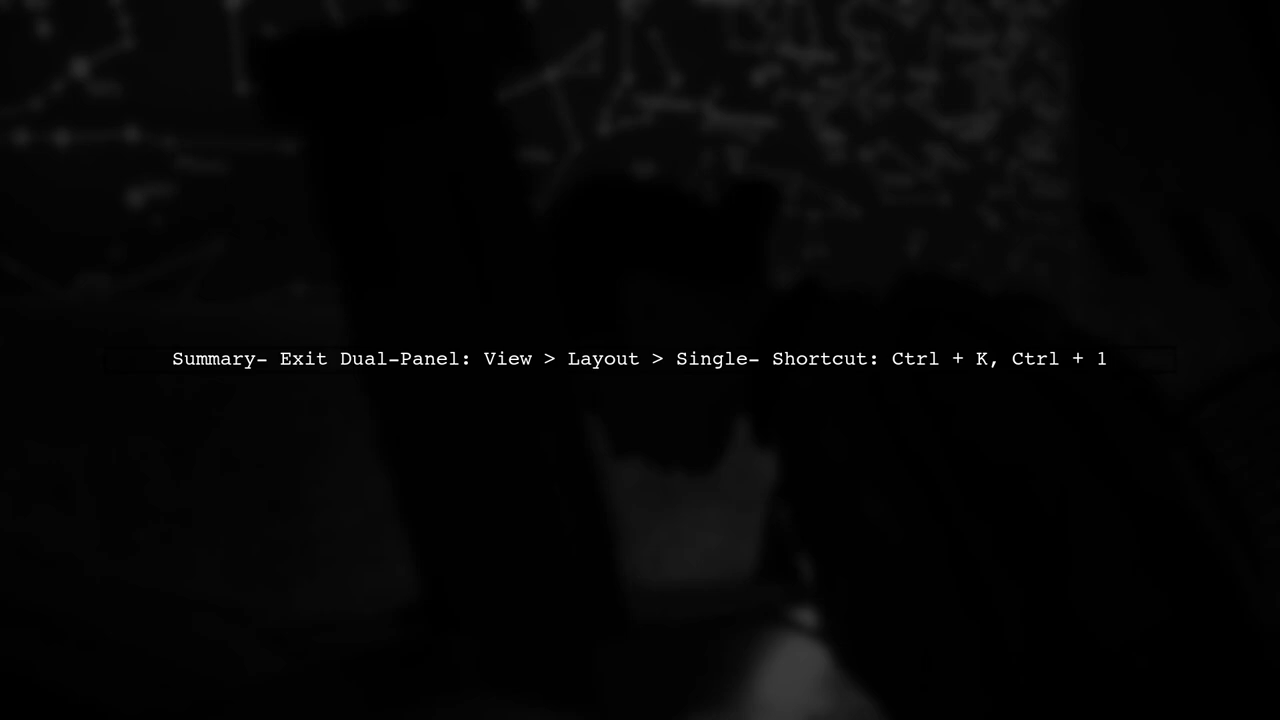 Summary- Exit Dual-Panel: View > Layout > Single- Shortcut: Ctrl + K, Ctrl + 1